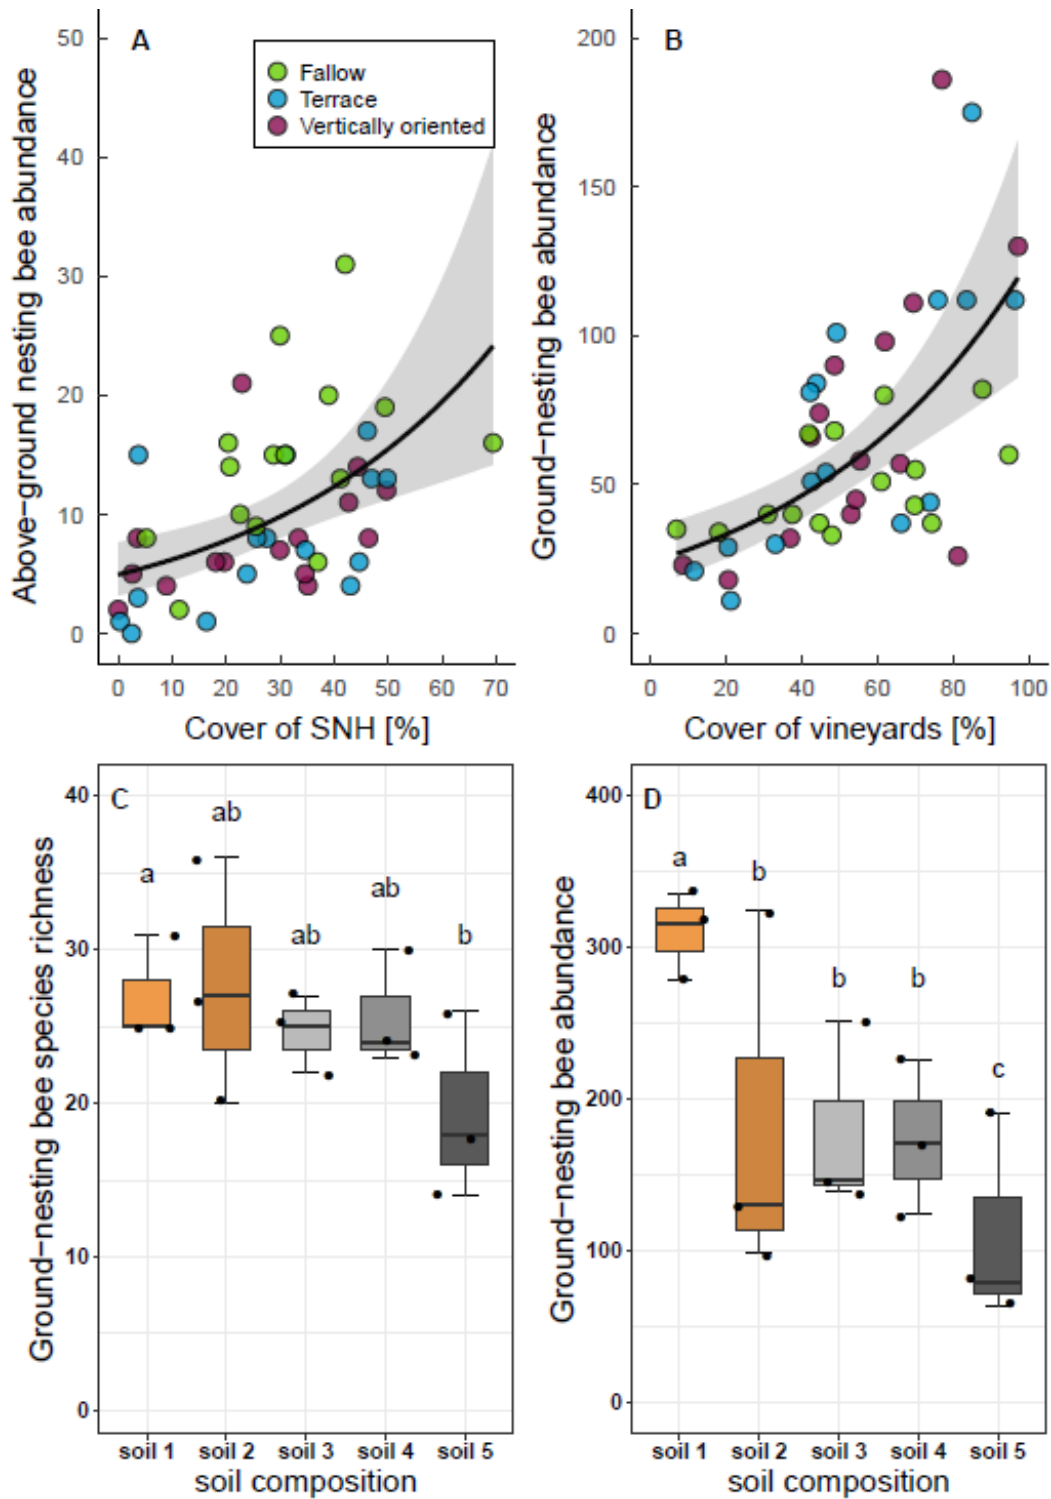 A
Fallow
Terrace
Vertically oriented
Above-ground nesting bee abundance
50
40
30
20
10
0
0 10 20 30 40 50 60 70
Cover of SNH [%]
B
Ground-nesting bee abundance
200
150
100
50
0
0 20 40 60 80 100
Cover of vineyards [%]
C
Ground-nesting bee species richness
40
30
20
10
0
a ab ab ab b
soil 1 soil 2 soil 3 soil 4 soil 5
soil composition
D
Ground-nesting bee abundance
400
300
200
100
0
a b b b c
soil 1 soil 2 soil 3 soil 4 soil 5
soil composition